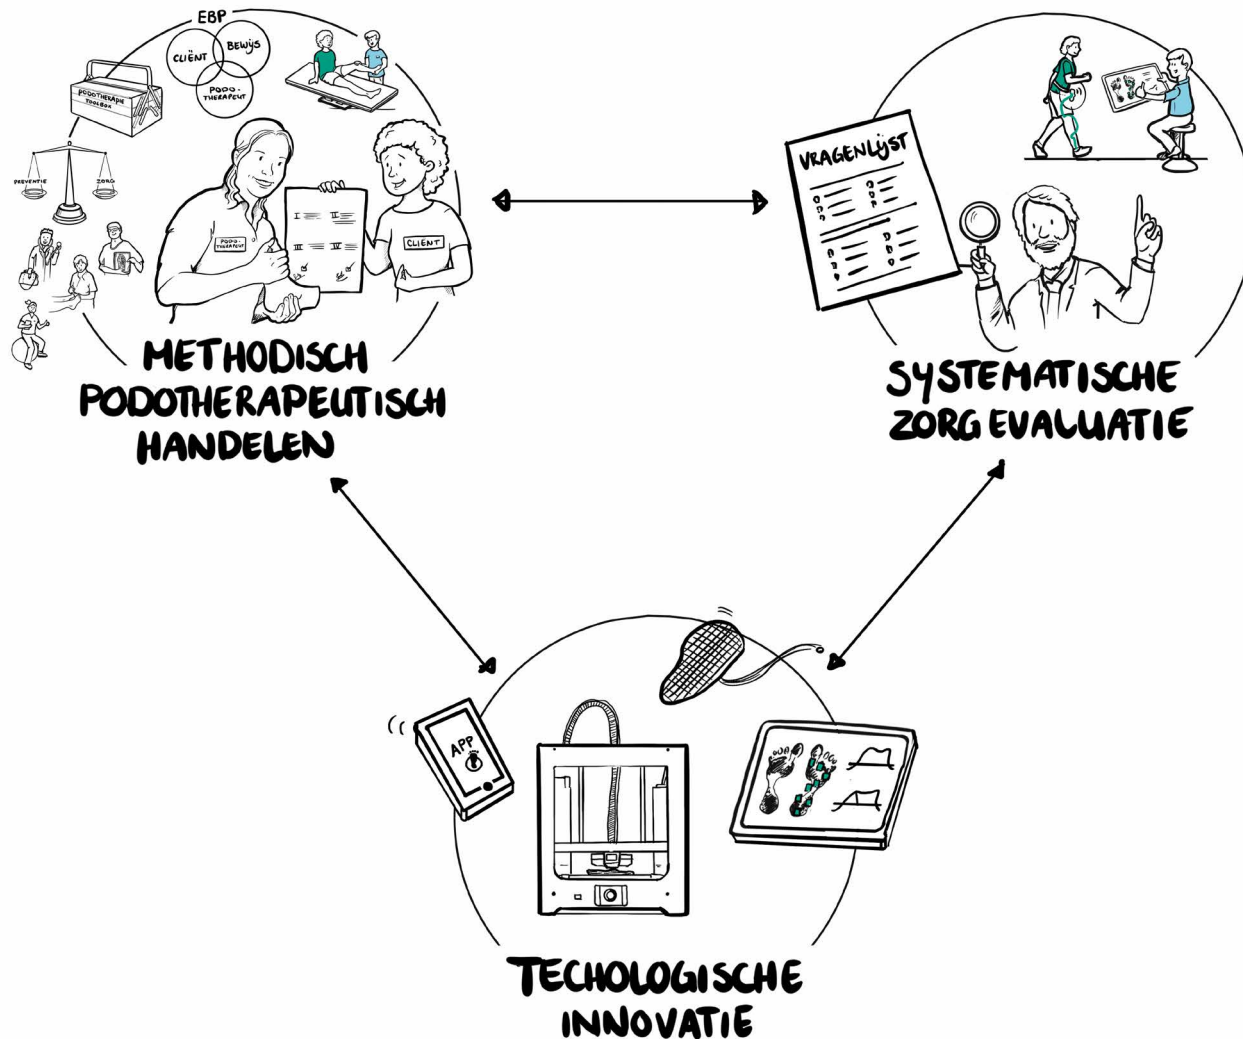 EBP
CLIËNT
BEWIJS
PODO-
THERAPEUT
PODOTHERAPIE
TOOLBOX
PREVENTIE
ZORG
PODO-
THERAPEUT
I
II
III
IV
CLIËNT
METHODISCH
PODOTHERAPEUTISCH
HANDELEN
VRAGENLIJST
SYSTEMATISCHE
ZORG EVALUATIE
APP
TECHOLOGISCHE
INNOVATIE